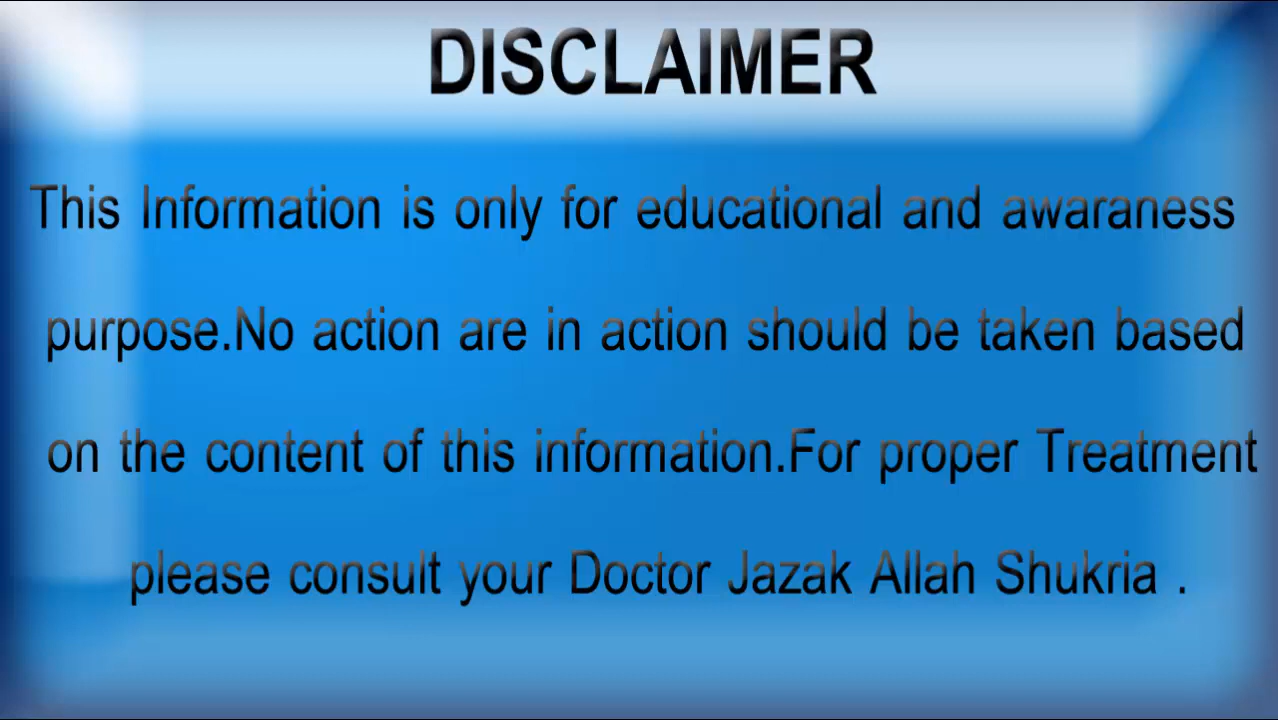 DISCLAIMER
This Information is only for educational and awaraness
purpose.No action are in action should be taken based
on the content of this information.For proper Treatment
please consult your Doctor Jazak Allah Shukria .